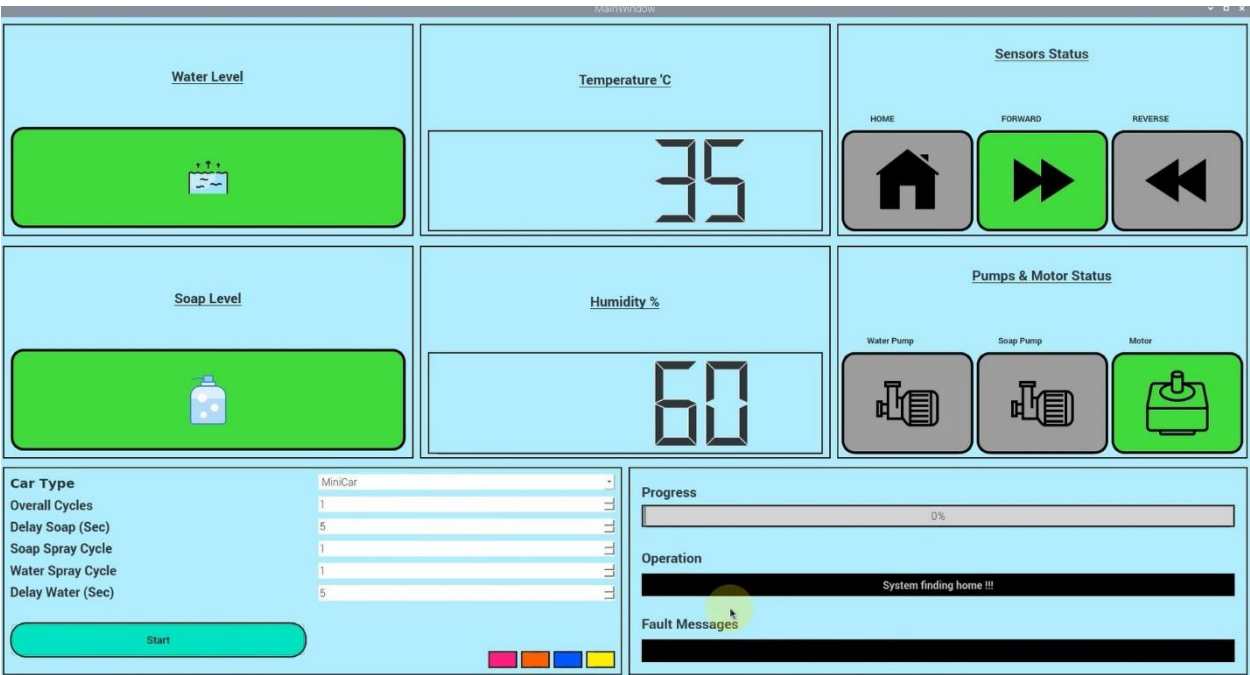 MainWindow
Water Level
Temperature 'C
35
Sensors Status
HOME
FORWARD
REVERSE
Soap Level
Humidity %
60
Pumps & Motor Status
Water Pump
Soap Pump
Motor
Car Type
MiniCar
Overall Cycles
1
Delay Soap (Sec)
5
Soap Spray Cycle
1
Water Spray Cycle
1
Delay Water (Sec)
5
Start
Progress
0%
Operation
System finding home !!!
Fault Messages